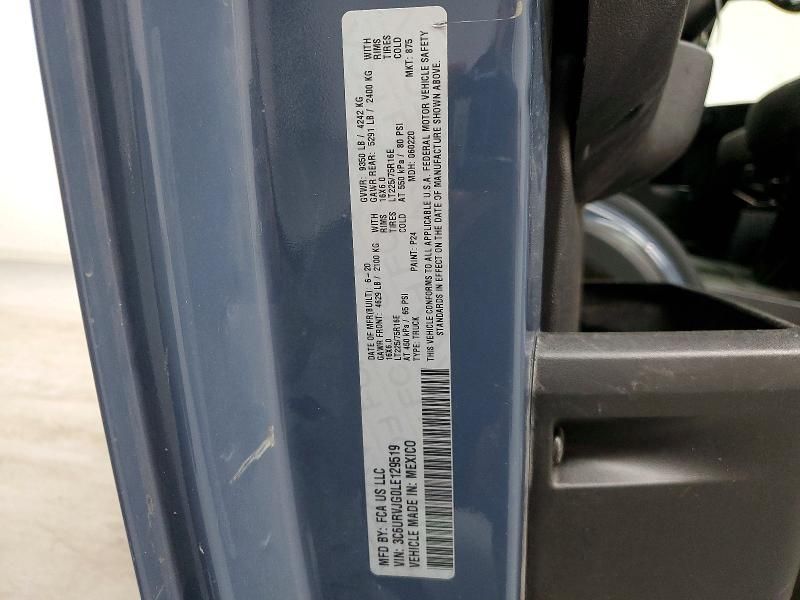 MFD BY: FCA US LLC
VIN: 3C6URVJG0LE129519
VEHICLE MADE IN: MEXICO
DATE OF MFR(BUILT): 6-20 GVWR: 9350 LB / 4242 KG
GAWR FRONT: 4629 LB / 2100 KG WITH GAWR REAR: 5291 LB / 2400 KG WITH
16X6.0 RIMS 16X6.0 RIMS
LT225/75R16E TIRES LT225/75R16E TIRES
AT 450 kPa / 65 PSI COLD AT 550 kPa / 80 PSI COLD
TYPE: TRUCK PAINT: P24 MDH: 060220 MKT: 875
THIS VEHICLE CONFORMS TO ALL APPLICABLE U.S.A. FEDERAL MOTOR VEHICLE SAFETY
STANDARDS IN EFFECT ON THE DATE OF MANUFACTURE SHOWN ABOVE.